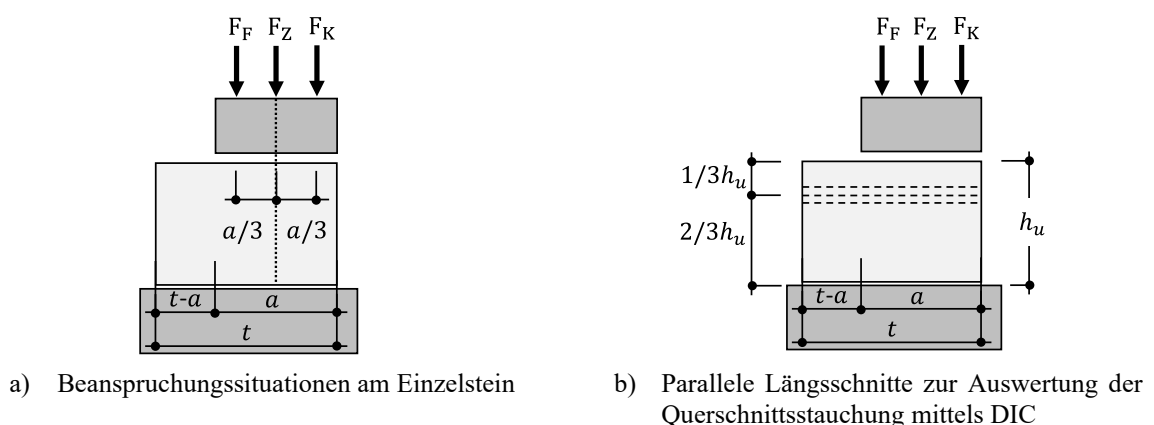 F_F F_Z F_K
a/3 a/3
t-a a
t
a) Beanspruchungssituationen am Einzelstein
F_F F_Z F_K
1/3h_u
2/3h_u
h_u
t-a a
t
b) Parallele Längsschnitte zur Auswertung der
Querschnittsstauchung mittels DIC